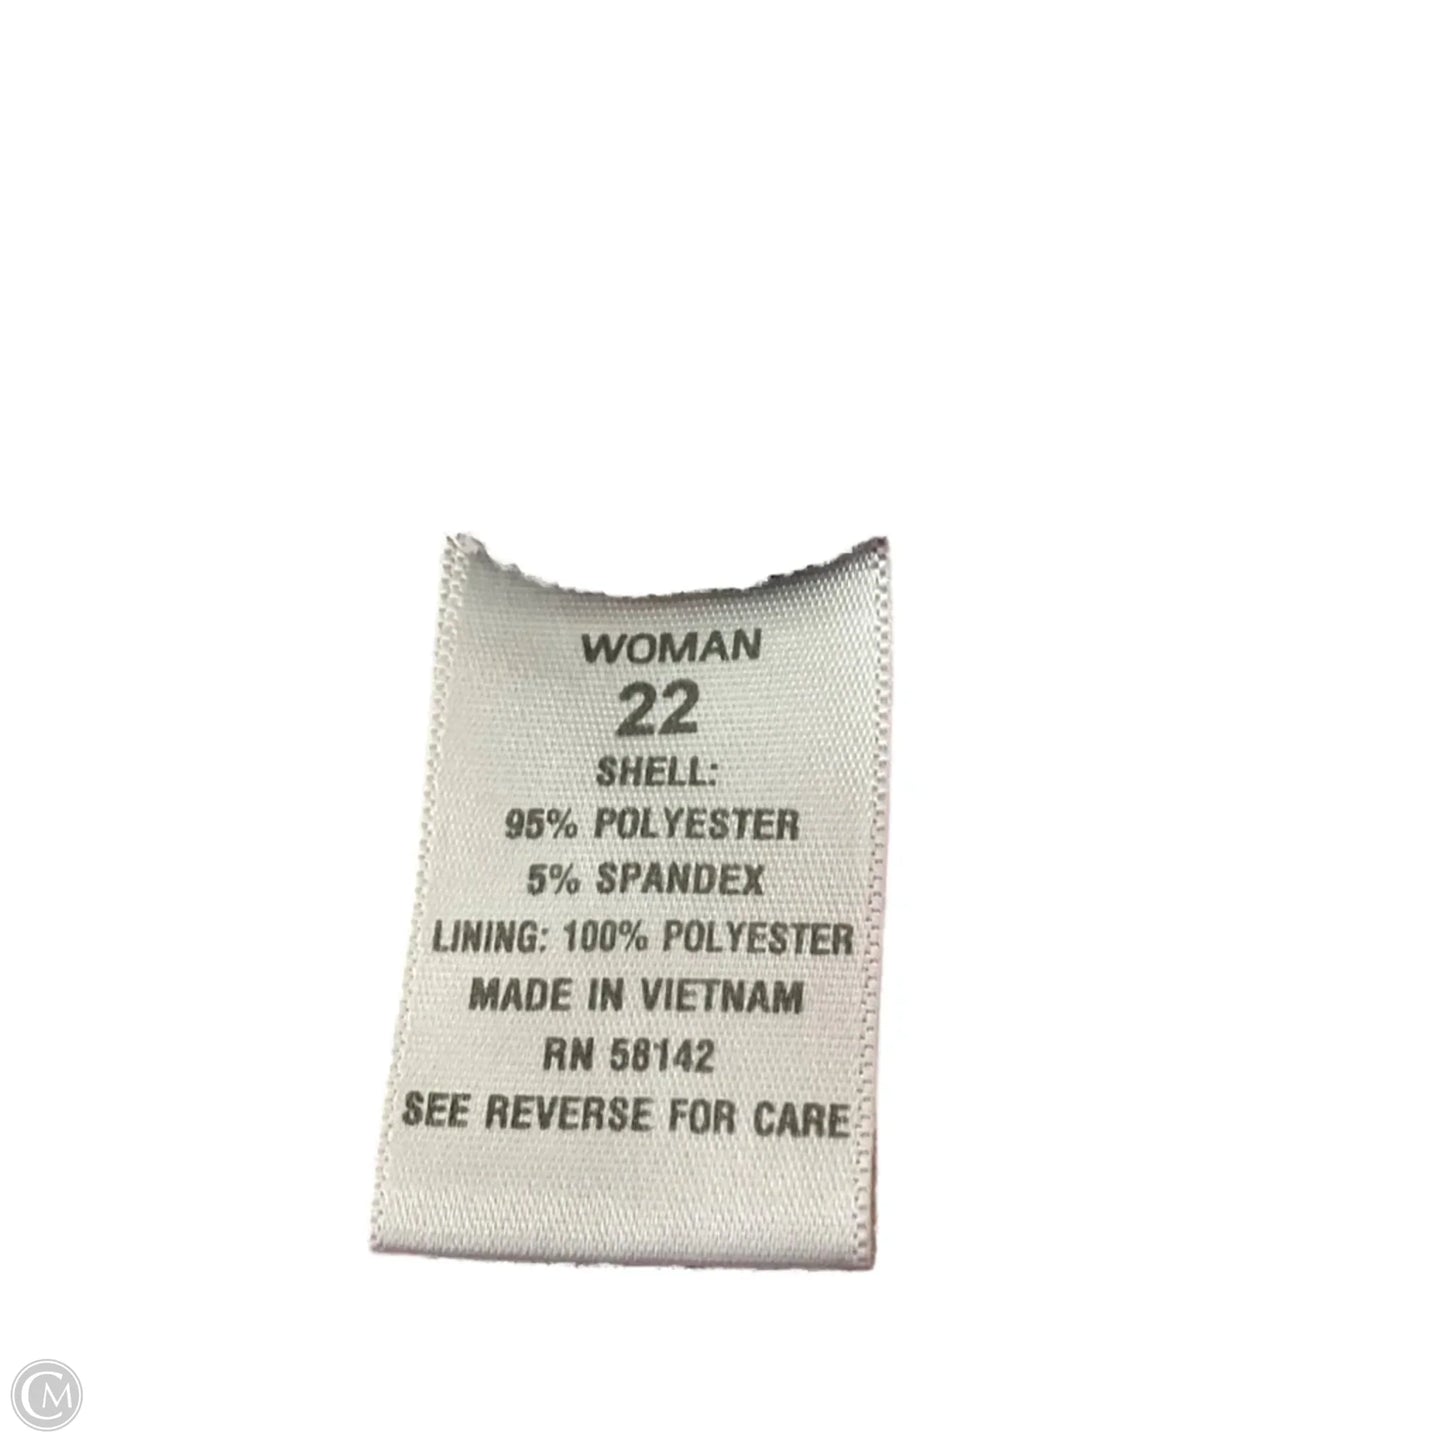 WOMAN
22
SHELL:
95% POLYESTER
5% SPANDEX
LINING: 100% POLYESTER
MADE IN VIETNAM
RN 58142
SEE REVERSE FOR CARE
CM